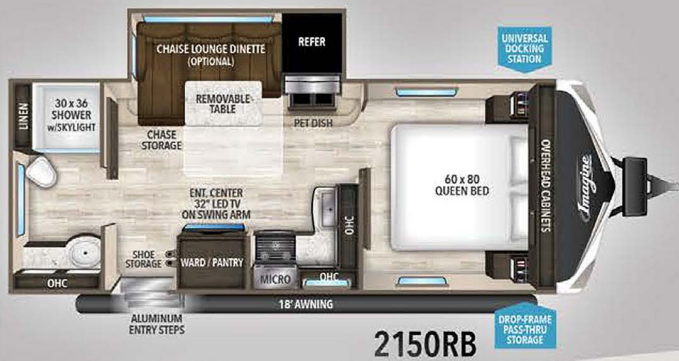 CHAISE LOUNGE DINETTE
(OPTIONAL)
REFER
UNIVERSAL
DOCKING
STATION
LINEN
30 x 36
SHOWER
w/SKYLIGHT
REMOVABLE
TABLE
CHASE
STORAGE
PET DISH
60 x 80
QUEEN BED
OVERHEAD CABINETS
Imagine
ENT. CENTER
32" LED TV
ON SWING ARM
OHC
SHOE
STORAGE
WARD / PANTRY
MICRO
OHC
OHC
18' AWNING
ALUMINUM
ENTRY STEPS
DROP-FRAME
PASS-THRU
STORAGE
2150RB